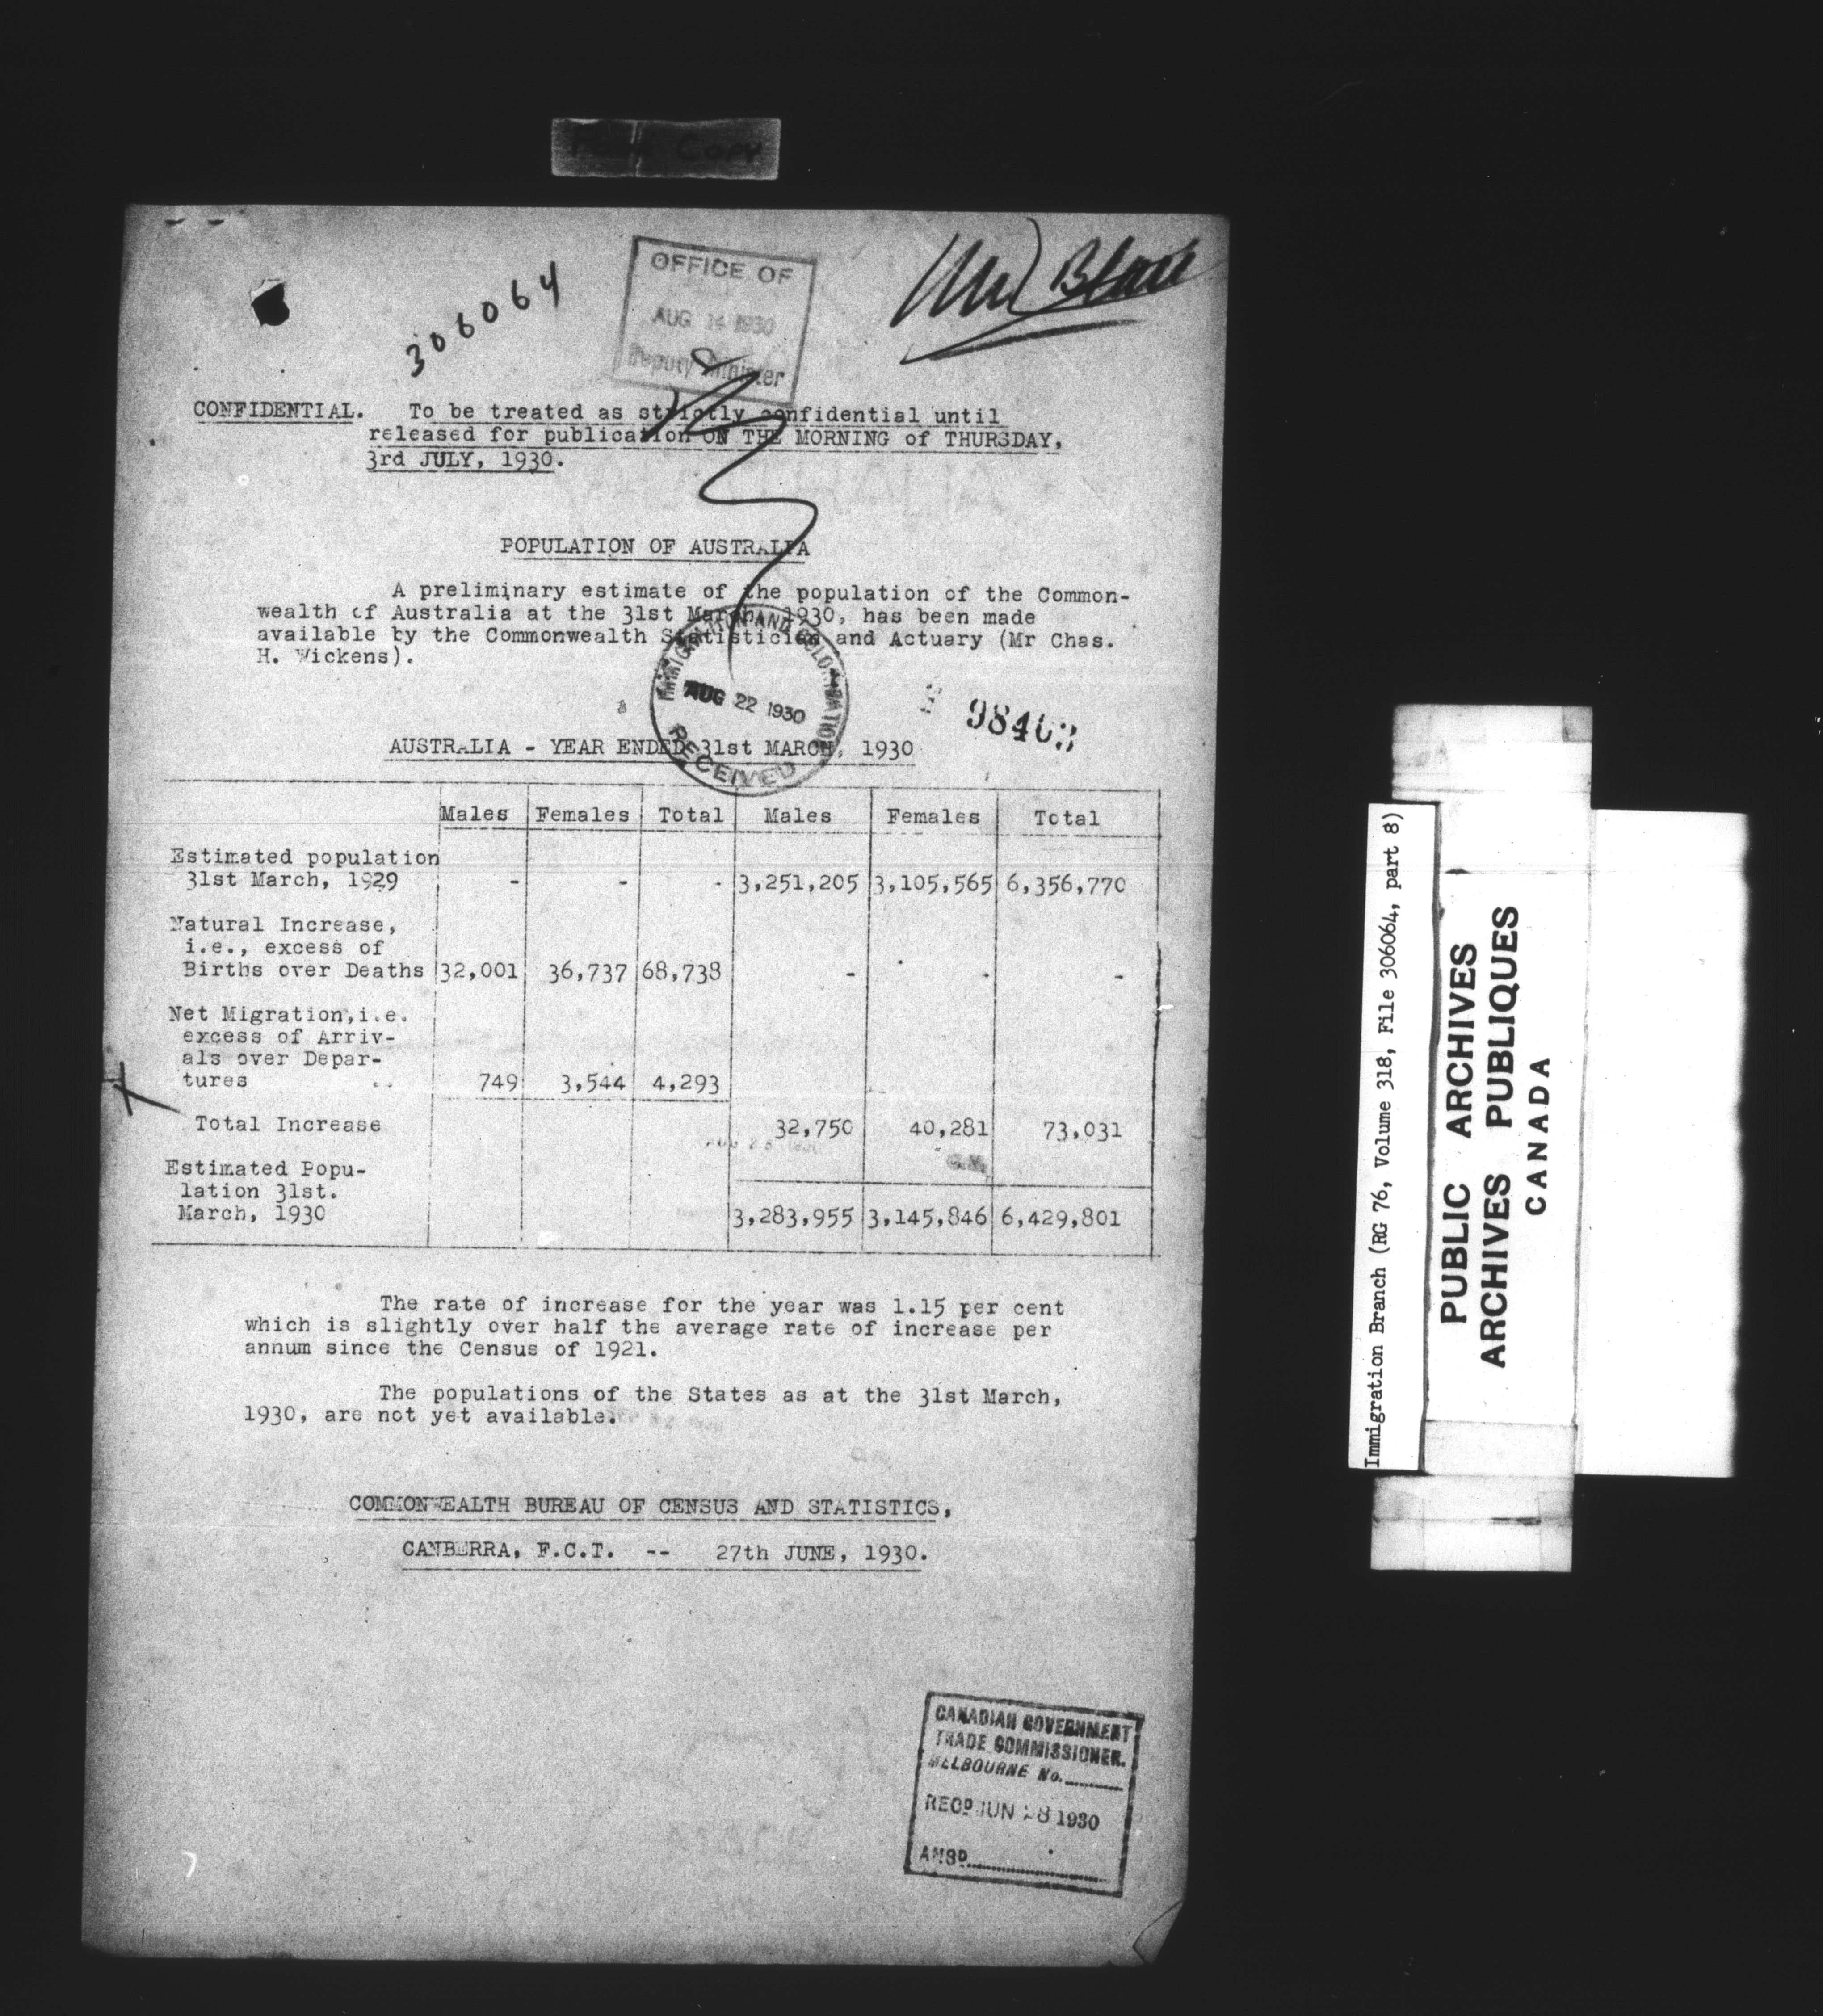 Poor Copy
OFFICE OF
AUG 14 1930
Deputy Minister
Mr Blair
306064
CONFIDENTIAL. To be treated as strictly confidential until
released for publication ON THE MORNING of THURSDAY,
3rd JULY, 1930.
POPULATION OF AUSTRALIA
A preliminary estimate of the population of the Common-
wealth of Australia at the 31st March, 1930, has been made
available by the Commonwealth Statistician and Actuary (Mr Chas.
H. Wickens).
IMMIGRATION AND COLONIZATION
AUG 22 1930
RECEIVED
98403
AUSTRALIA - YEAR ENDED 31st MARCH, 1930
Males Females Total Males Females Total
Estimated population
31st March, 1929 - - - 3,251,205 3,105,565 6,356,770
Natural Increase,
i.e., excess of
Births over Deaths 32,001 36,737 68,738 - - -
Net Migration,i.e.
excess of Arriv-
als over Depar-
tures .. 749 3,544 4,293
Total Increase 32,750 40,281 73,031
Estimated Popu-
lation 31st.
March, 1930 3,283,955 3,145,846 6,429,801
The rate of increase for the year was 1.15 per cent
which is slightly over half the average rate of increase per
annum since the Census of 1921.
The populations of the States as at the 31st March,
1930, are not yet available.
COMMONWEALTH BUREAU OF CENSUS AND STATISTICS,
CANBERRA, F.C.T. -- 27th JUNE, 1930.
CANADIAN GOVERNMENT
TRADE COMMISSIONER.
MELBOURNE No.
RECD JUN 28 1930
ANSD
Immigration Branch (RG 76, Volume 318, File 306064, part 8)
PUBLIC ARCHIVES
ARCHIVES PUBLIQUES
CANADA